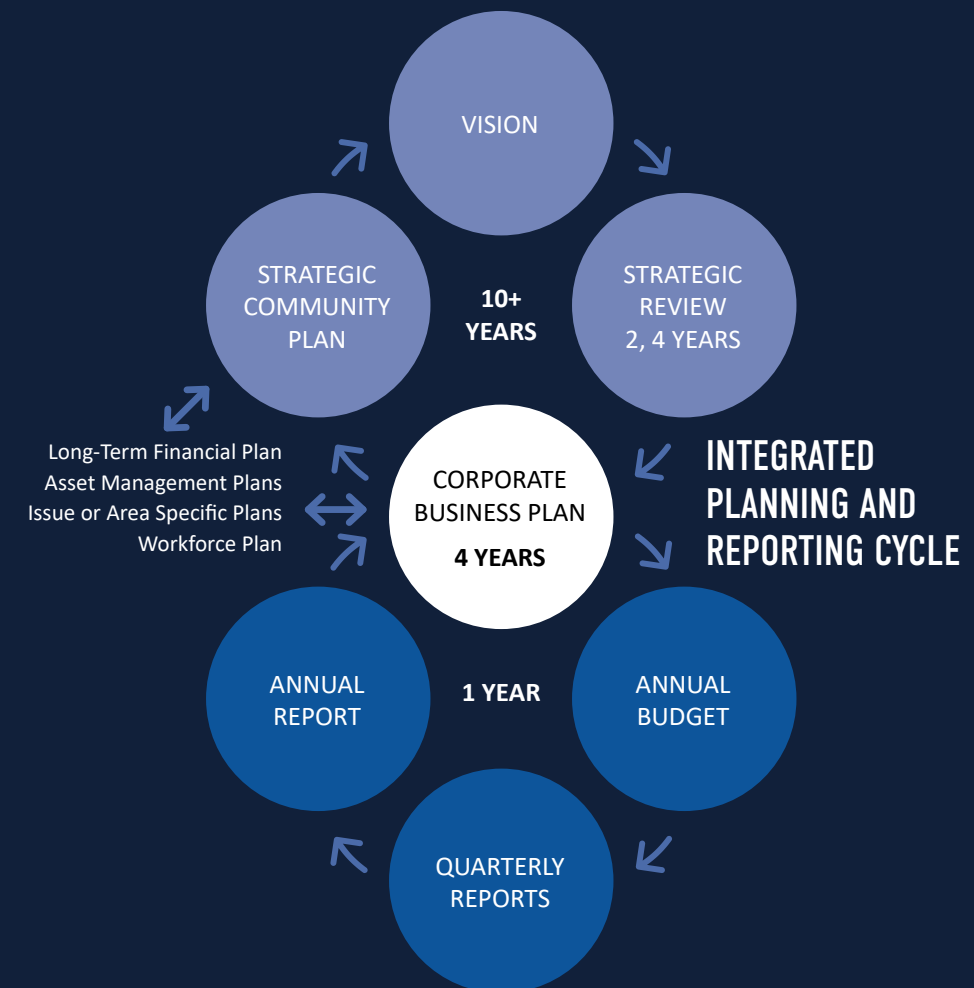 VISION
STRATEGIC
COMMUNITY
PLAN
10+
YEARS
STRATEGIC
REVIEW
2, 4 YEARS
Long-Term Financial Plan
Asset Management Plans
Issue or Area Specific Plans
Workforce Plan
CORPORATE
BUSINESS PLAN
4 YEARS
INTEGRATED
PLANNING AND
REPORTING CYCLE
ANNUAL
REPORT
1 YEAR
ANNUAL
BUDGET
QUARTERLY
REPORTS